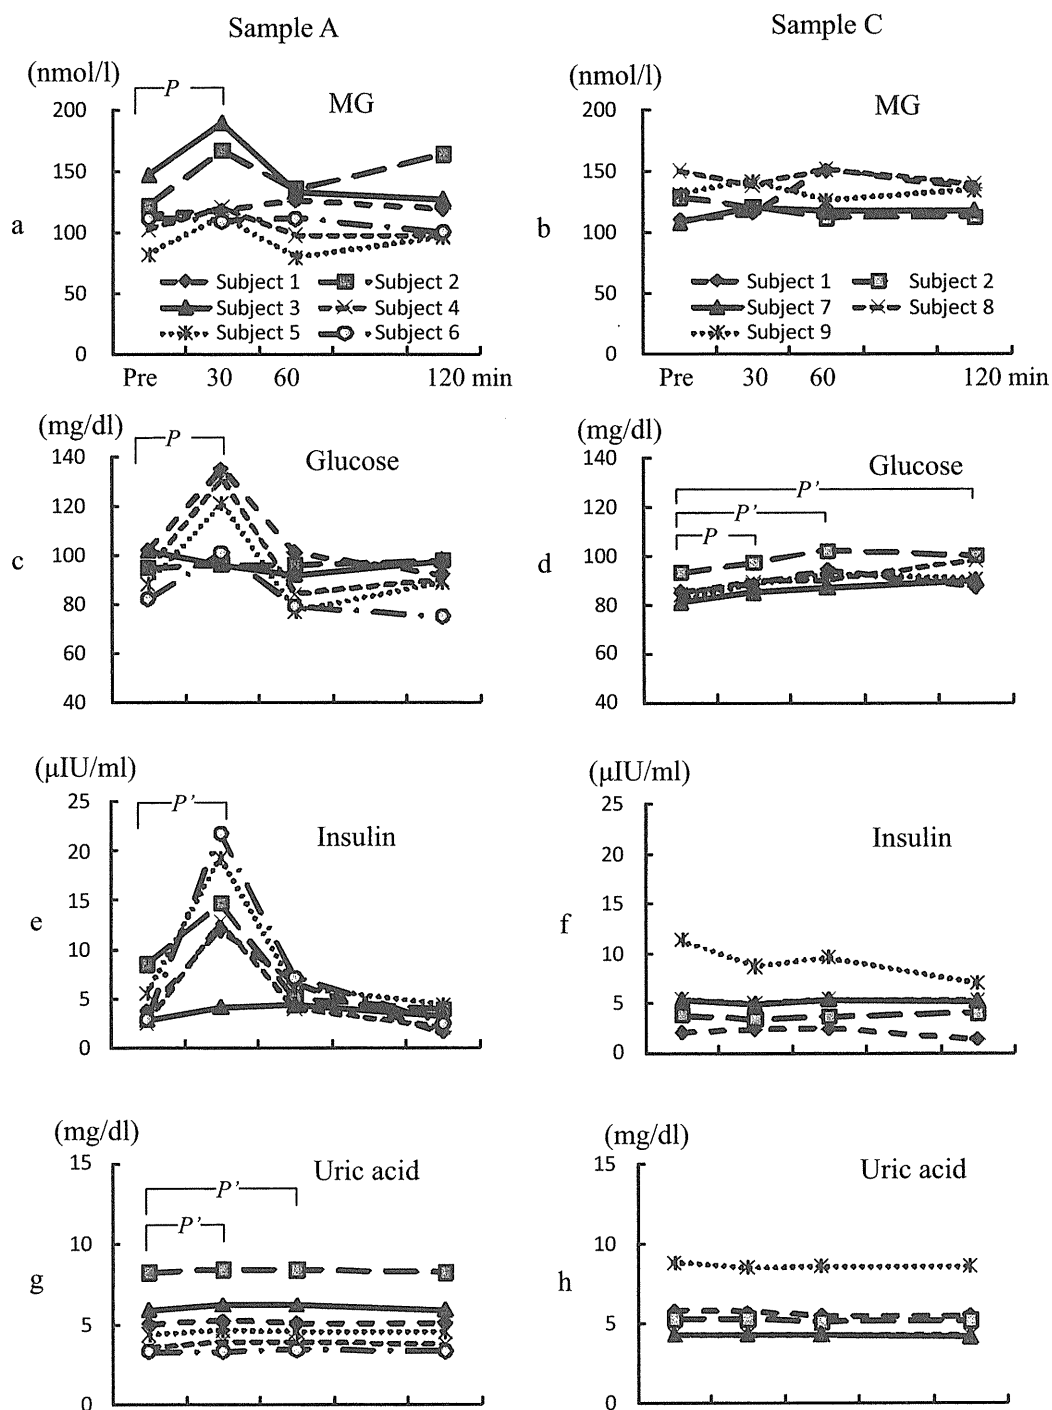 Sample A
Sample C
(nmol/l)
P
MG
200
150
100
50
0
a
Subject 1
Subject 2
Subject 3
Subject 4
Subject 5
Subject 6
Pre
30
60
120 min
(nmol/l)
MG
200
150
100
50
0
b
Subject 1
Subject 2
Subject 7
Subject 8
Subject 9
Pre
30
60
120 min
(mg/dl)
P
Glucose
140
120
100
80
60
40
c
(mg/dl)
Glucose
P'
P'
P
140
120
100
80
60
40
d
(μIU/ml)
P'
Insulin
25
20
15
10
5
0
e
(μIU/ml)
Insulin
25
20
15
10
5
0
f
(mg/dl)
Uric acid
P'
P'
15
10
5
0
g
(mg/dl)
Uric acid
15
10
5
0
h